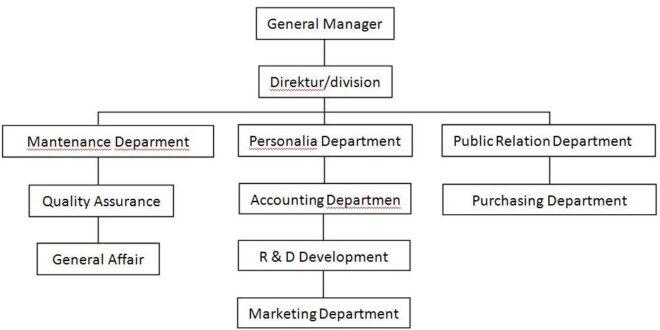 General Manager
Direktur/division
Mantenance Deparment
Personalia Department
Public Relation Department
Quality Assurance
Accounting Departmen
Purchasing Department
General Affair
R & D Development
Marketing Department